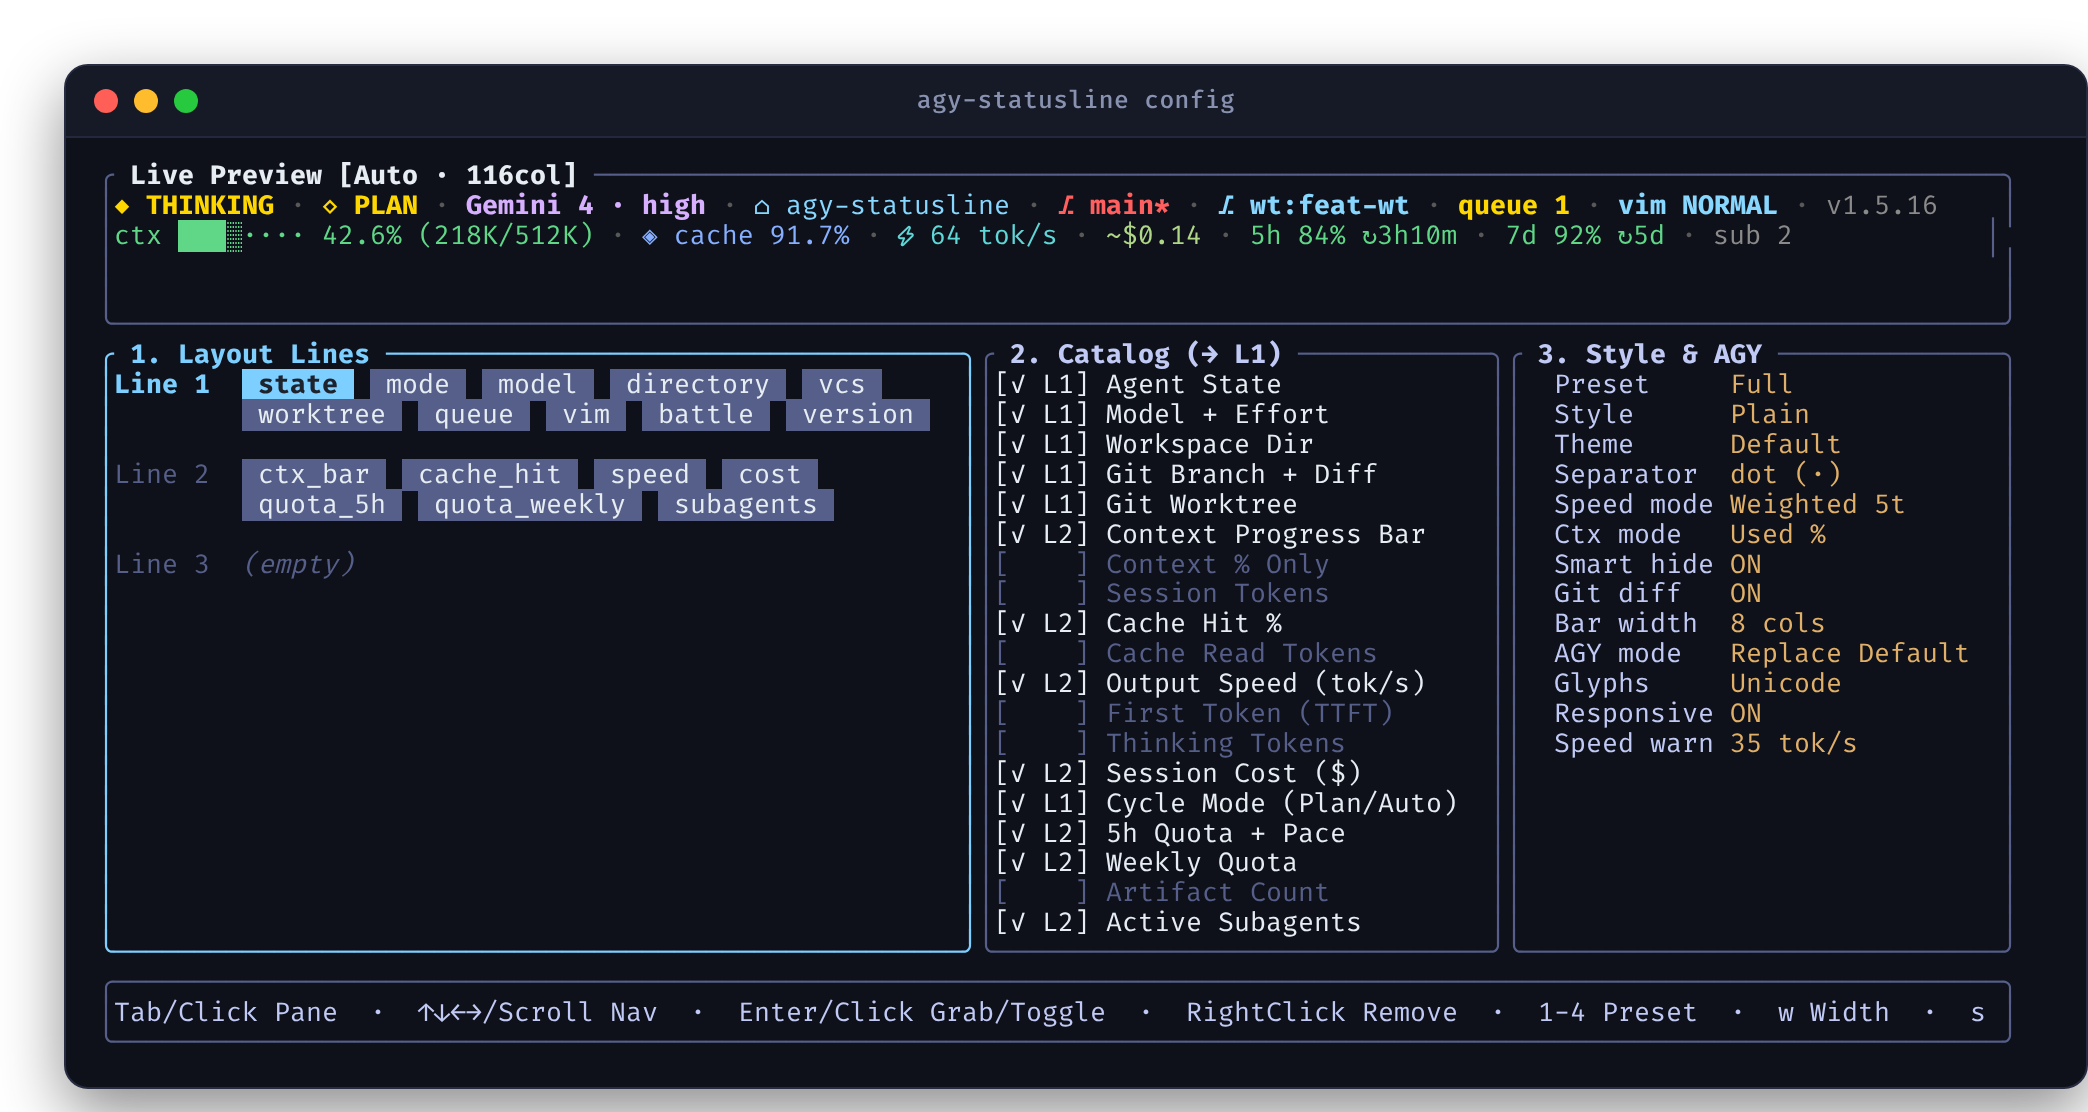 agy-statusline config
Live Preview [Auto · 116col]
◆ THINKING · ◇ PLAN · Gemini 4 · high · ⌂ agy-statusline · ⎇ main* · ⎇ wt:feat-wt · queue 1 · vim NORMAL · v1.5.16
ctx ███▒···· 42.6% (218K/512K) · ◈ cache 91.7% · ⚡ 64 tok/s · ~$0.14 · 5h 84% ↻3h10m · 7d 92% ↻5d · sub 2
1. Layout Lines
Line 1 state mode model directory vcs
worktree queue vim battle version
Line 2 ctx_bar cache_hit speed cost
quota_5h quota_weekly subagents
Line 3 (empty)
2. Catalog (→ L1)
[√ L1] Agent State
[√ L1] Model + Effort
[√ L1] Workspace Dir
[√ L1] Git Branch + Diff
[√ L1] Git Worktree
[√ L2] Context Progress Bar
[    ] Context % Only
[    ] Session Tokens
[√ L2] Cache Hit %
[    ] Cache Read Tokens
[√ L2] Output Speed (tok/s)
[    ] First Token (TTFT)
[    ] Thinking Tokens
[√ L2] Session Cost ($)
[√ L1] Cycle Mode (Plan/Auto)
[√ L2] 5h Quota + Pace
[√ L2] Weekly Quota
[    ] Artifact Count
[√ L2] Active Subagents
3. Style & AGY
Preset Full
Style Plain
Theme Default
Separator dot (·)
Speed mode Weighted 5t
Ctx mode Used %
Smart hide ON
Git diff ON
Bar width 8 cols
AGY mode Replace Default
Glyphs Unicode
Responsive ON
Speed warn 35 tok/s
Tab/Click Pane · ↑↓←→/Scroll Nav · Enter/Click Grab/Toggle · RightClick Remove · 1-4 Preset · w Width · s